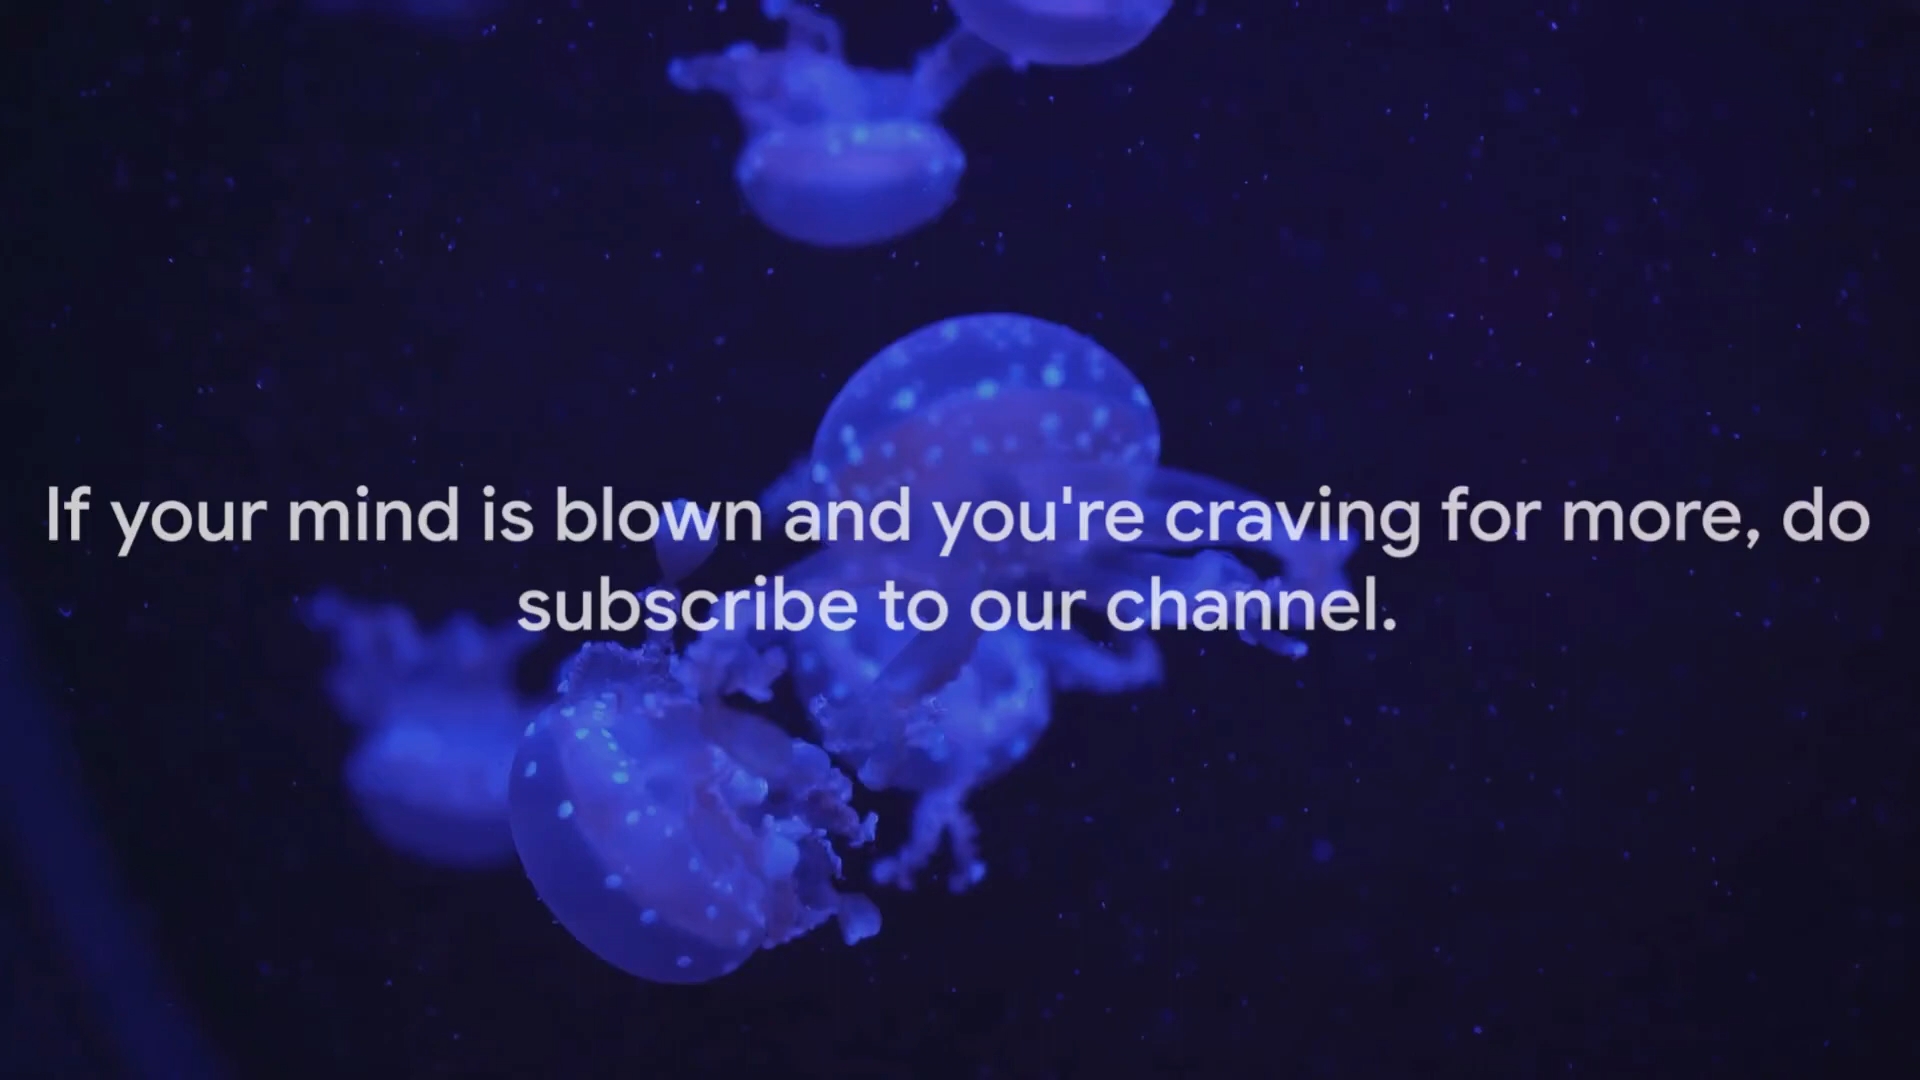 If your mind is blown and you're craving for more, do
subscribe to our channel.